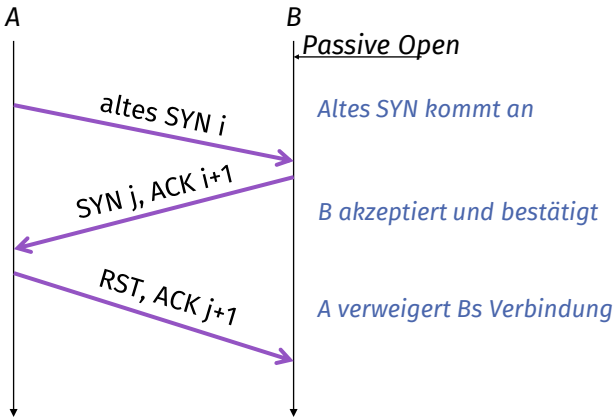 A
B
Passive Open
altes SYN i
Altes SYN kommt an
SYN j, ACK i+1
B akzeptiert und bestätigt
RST, ACK j+1
A verweigert Bs Verbindung